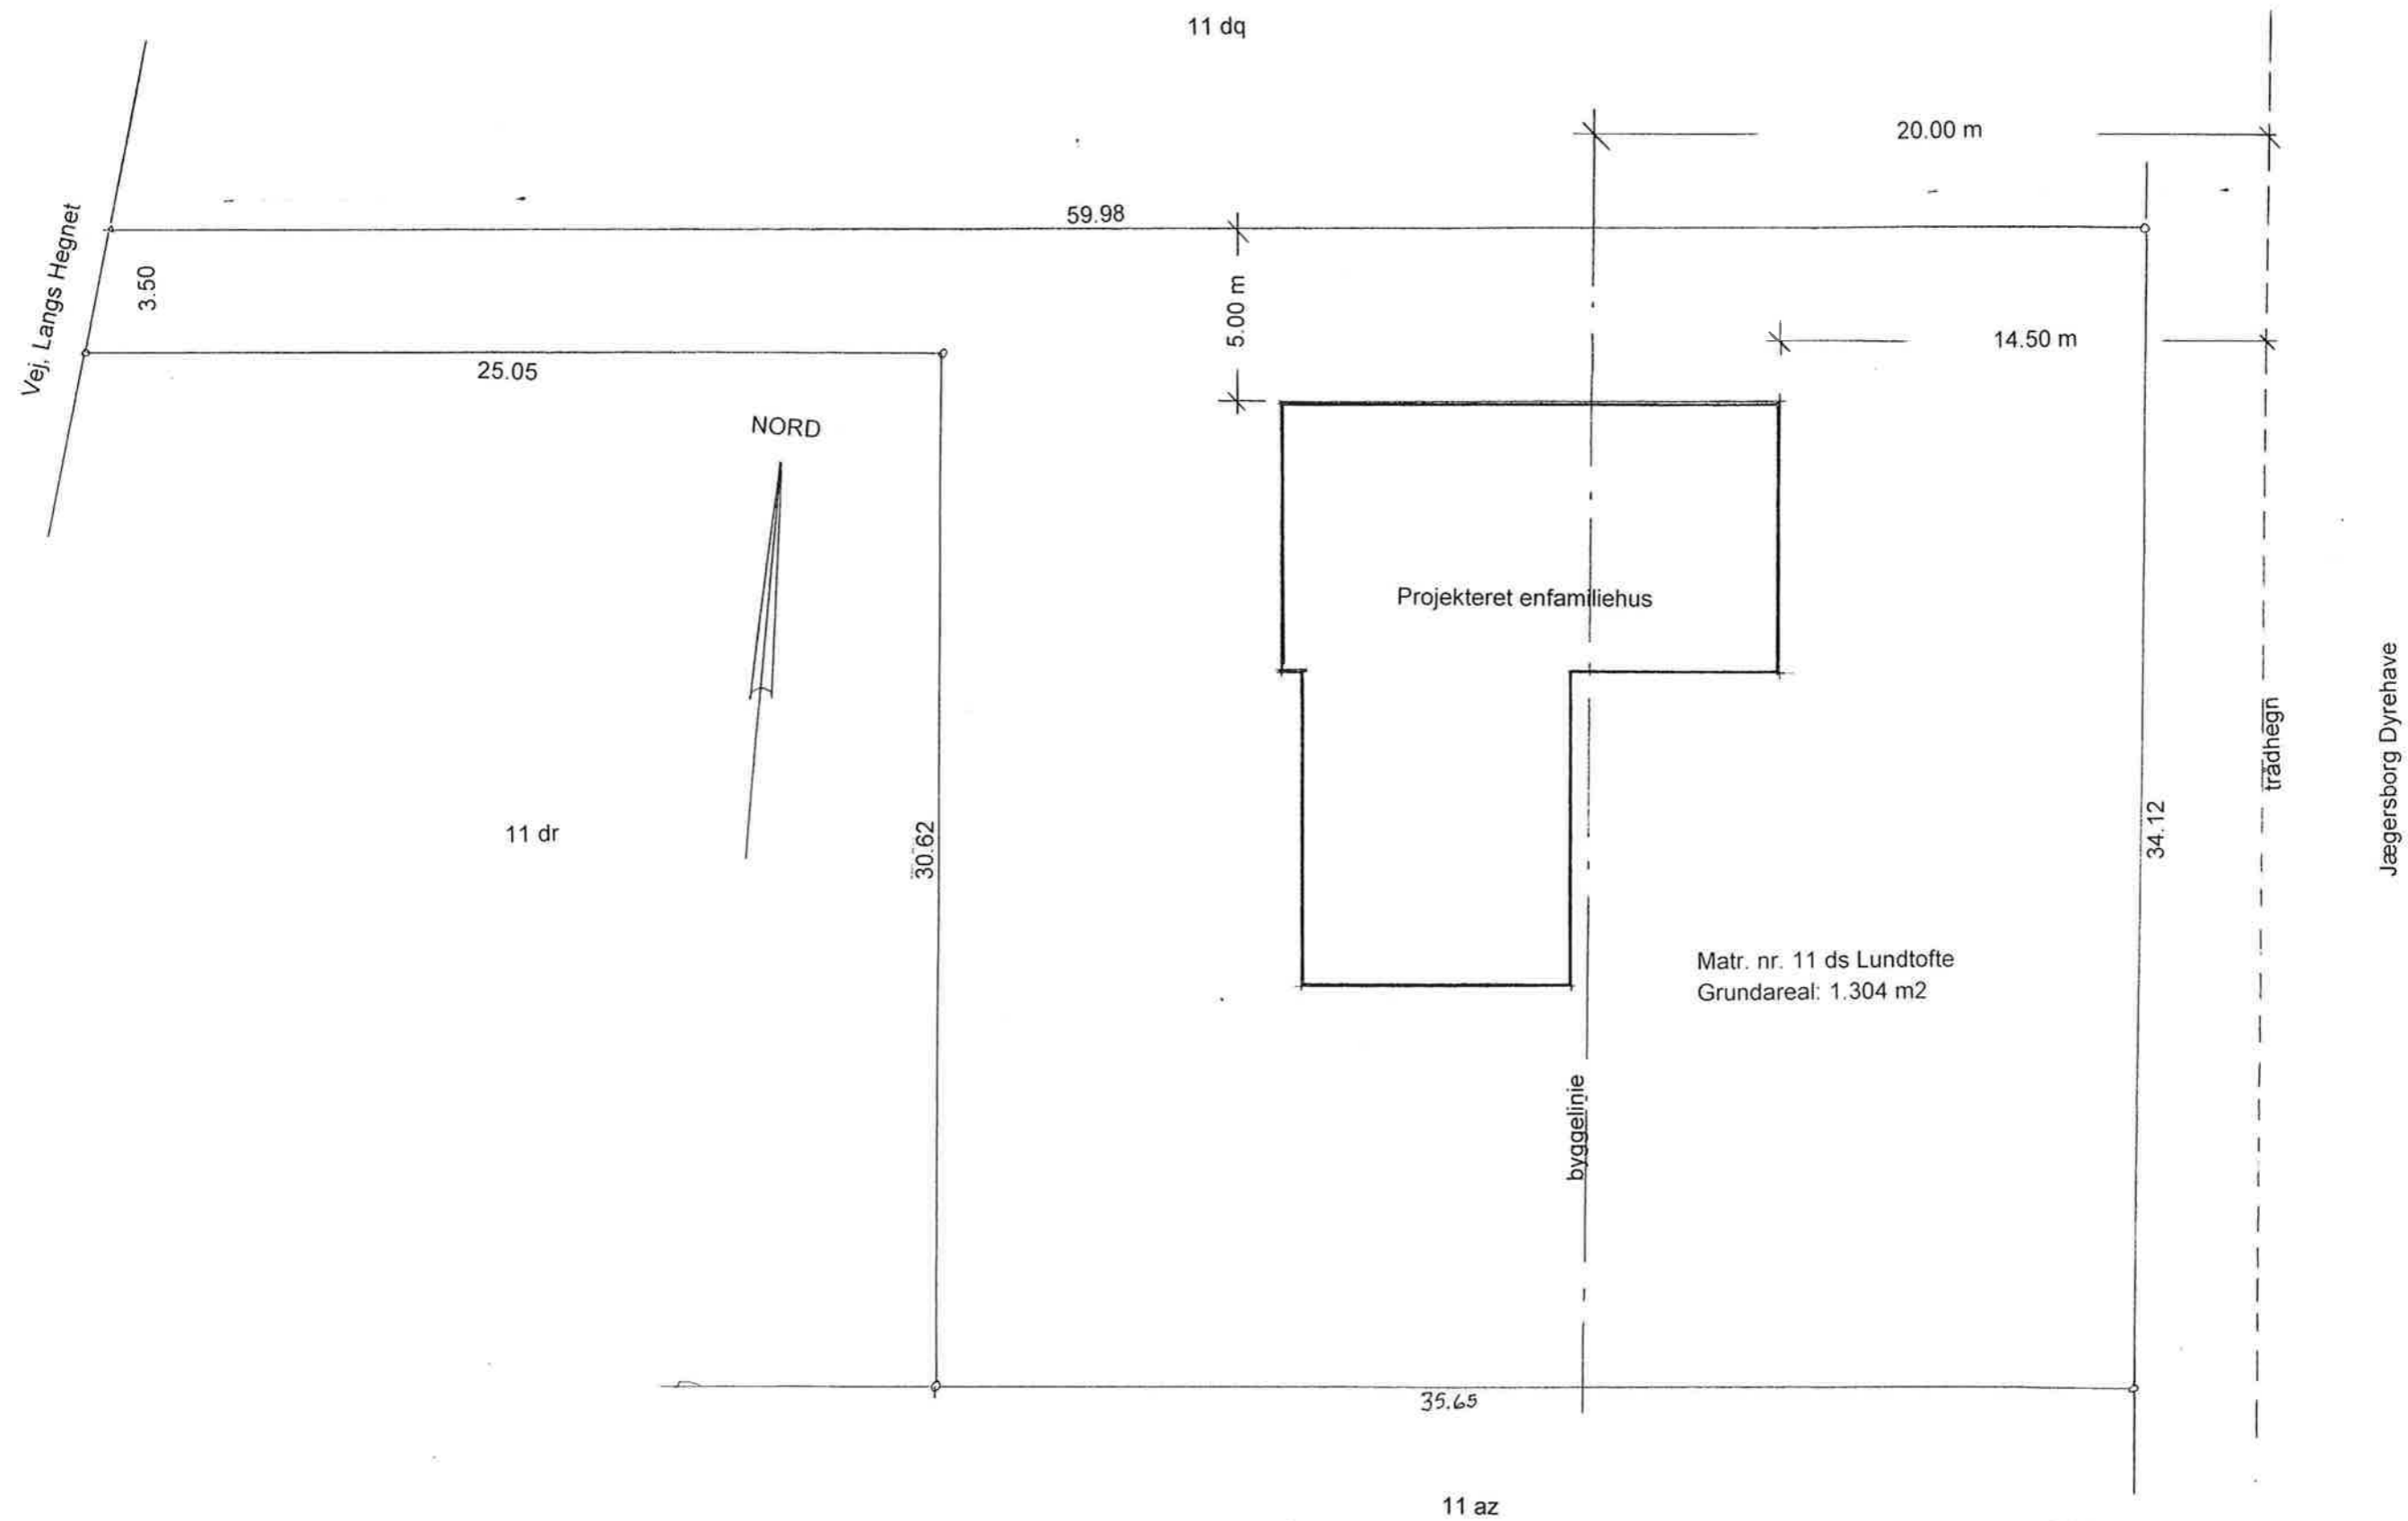 11 dq
20.00 m
59.98
Vej, Langs Hegnet
3.50
5.00 m
14.50 m
25.05
NORD
Projekteret enfamiliehus
trådhegn
Jægersborg Dyrehave
11 dr
30.62
34.12
Matr. nr. 11 ds Lundtofte
Grundareal: 1.304 m2
byggelinie
35.65
11 az